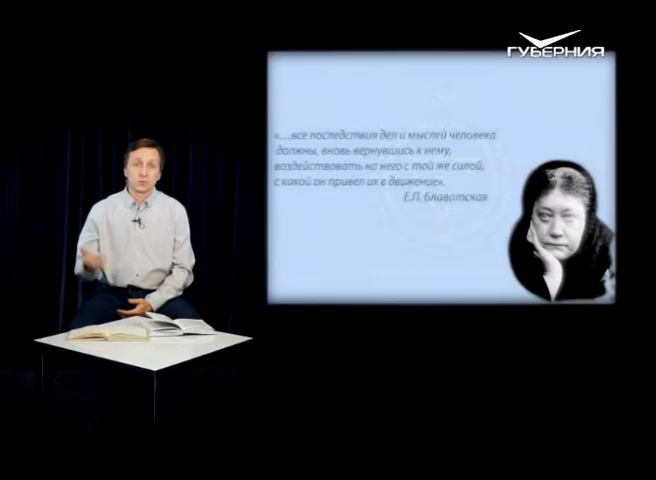 ГУБЕРНИЯ
«...все последствия дел и мыслей человека
должны, вновь вернувшись к нему,
воздействовать на него с той же силой,
с какой он привел их в движение».
Е.П. Блаватская